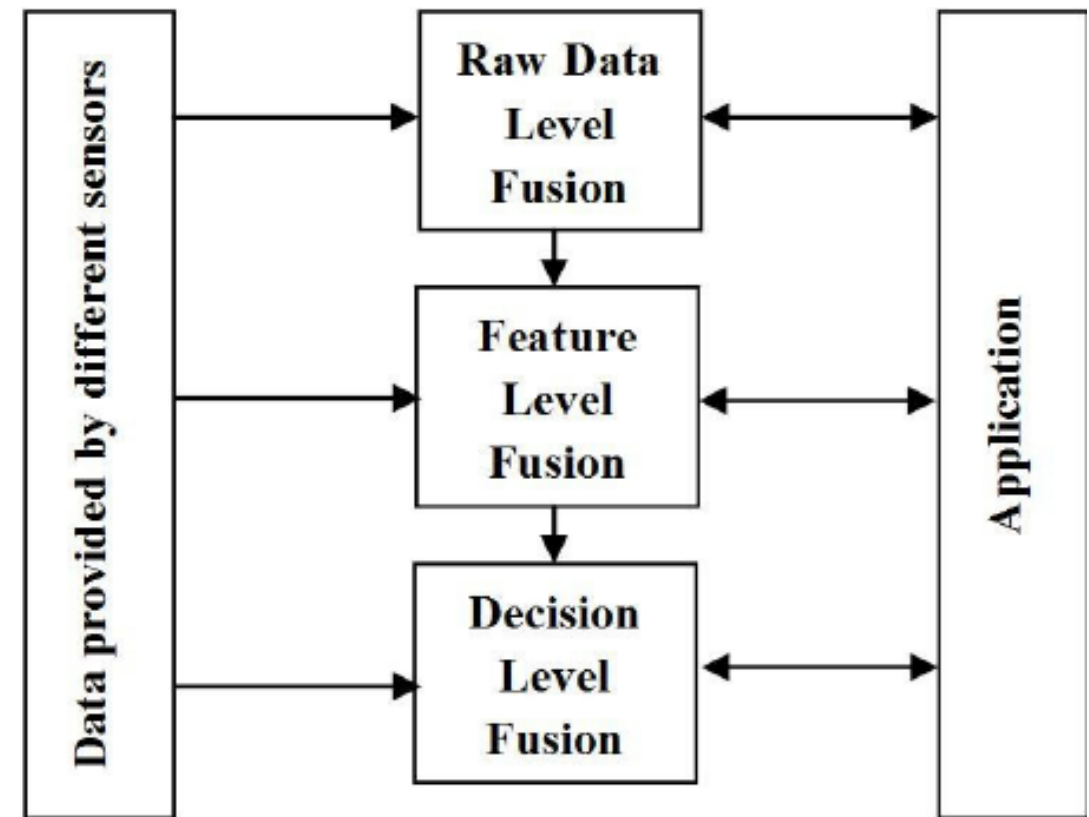 Data provided by different sensors
Raw Data
Level
Fusion
Feature
Level
Fusion
Decision
Level
Fusion
Application